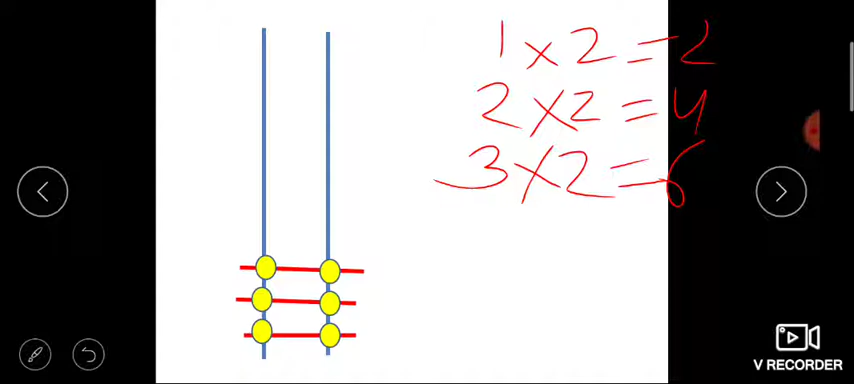 1 × 2 = 2
2 × 2 = 4
3 × 2 = 6
V RECORDER